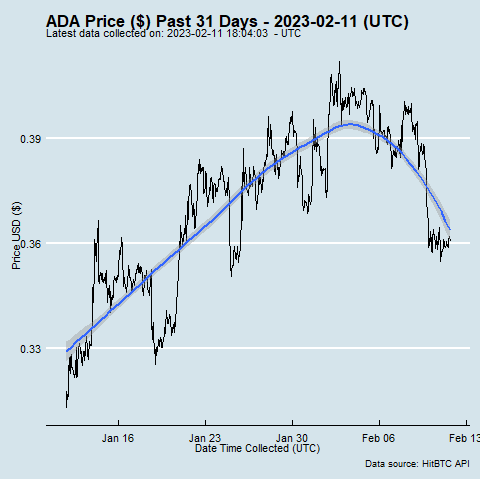 ADA Price ($) Past 31 Days - 2023-02-11 (UTC)
Latest data collected on: 2023-02-11 18:04:03 - UTC
Price USD ($)
0.39
0.36
0.33
Jan 16 Jan 23 Jan 30 Feb 06 Feb 13
Date Time Collected (UTC)
Data source: HitBTC API